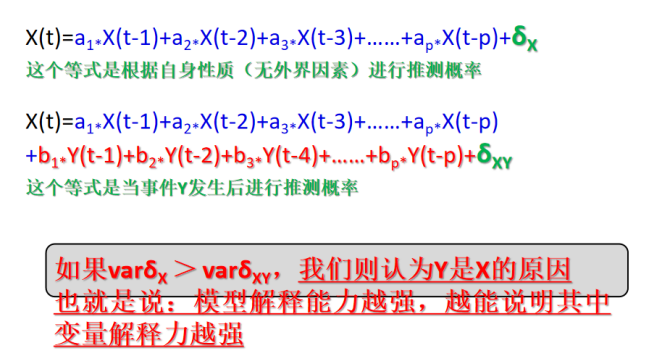 X(t)=a₁*X(t-1)+a₂*X(t-2)+a₃*X(t-3)+……+aₚ*X(t-p)+δₓ
这个等式是根据自身性质（无外界因素）进行推测概率
X(t)=a₁*X(t-1)+a₂*X(t-2)+a₃*X(t-3)+……+aₚ*X(t-p)
+b₁*Y(t-1)+b₂*Y(t-2)+b₃*Y(t-4)+……+bₚ*Y(t-p)+δXY
这个等式是当事件Y发生后进行推测概率
如果varδX＞varδXY，我们则认为Y是X的原因
也就是说：模型解释能力越强，越能说明其中
变量解释力越强